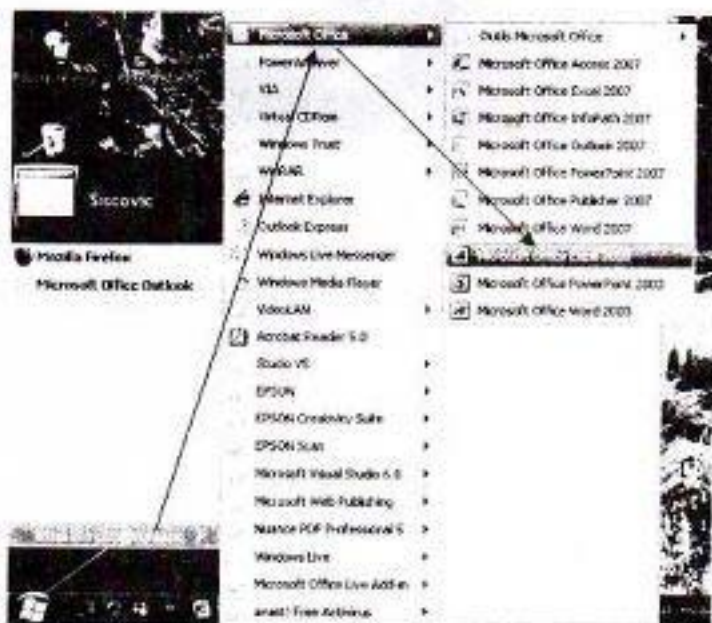 Siscovic
Mozilla Firefox
Microsoft Office Outlook
Microsoft Office
PowerArchiver
VIA
Virtual CDRom
Windows Trust
WinRAR
Internet Explorer
Outlook Express
Windows Live Messenger
Windows Media Player
VideoLAN
Acrobat Reader 5.0
Studio VS
EPSON
EPSON Creativity Suite
EPSON Scan
Microsoft Visual Studio 6.0
Microsoft Web Publishing
Nuance PDF Professional 5
Windows Live
Microsoft Office Live Add-in
avast! Free Antivirus
Outils Microsoft Office
Microsoft Office Access 2007
Microsoft Office Excel 2007
Microsoft Office InfoPath 2007
Microsoft Office Outlook 2007
Microsoft Office PowerPoint 2007
Microsoft Office Publisher 2007
Microsoft Office Word 2007
Microsoft Office PowerPoint 2003
Microsoft Office Word 2003